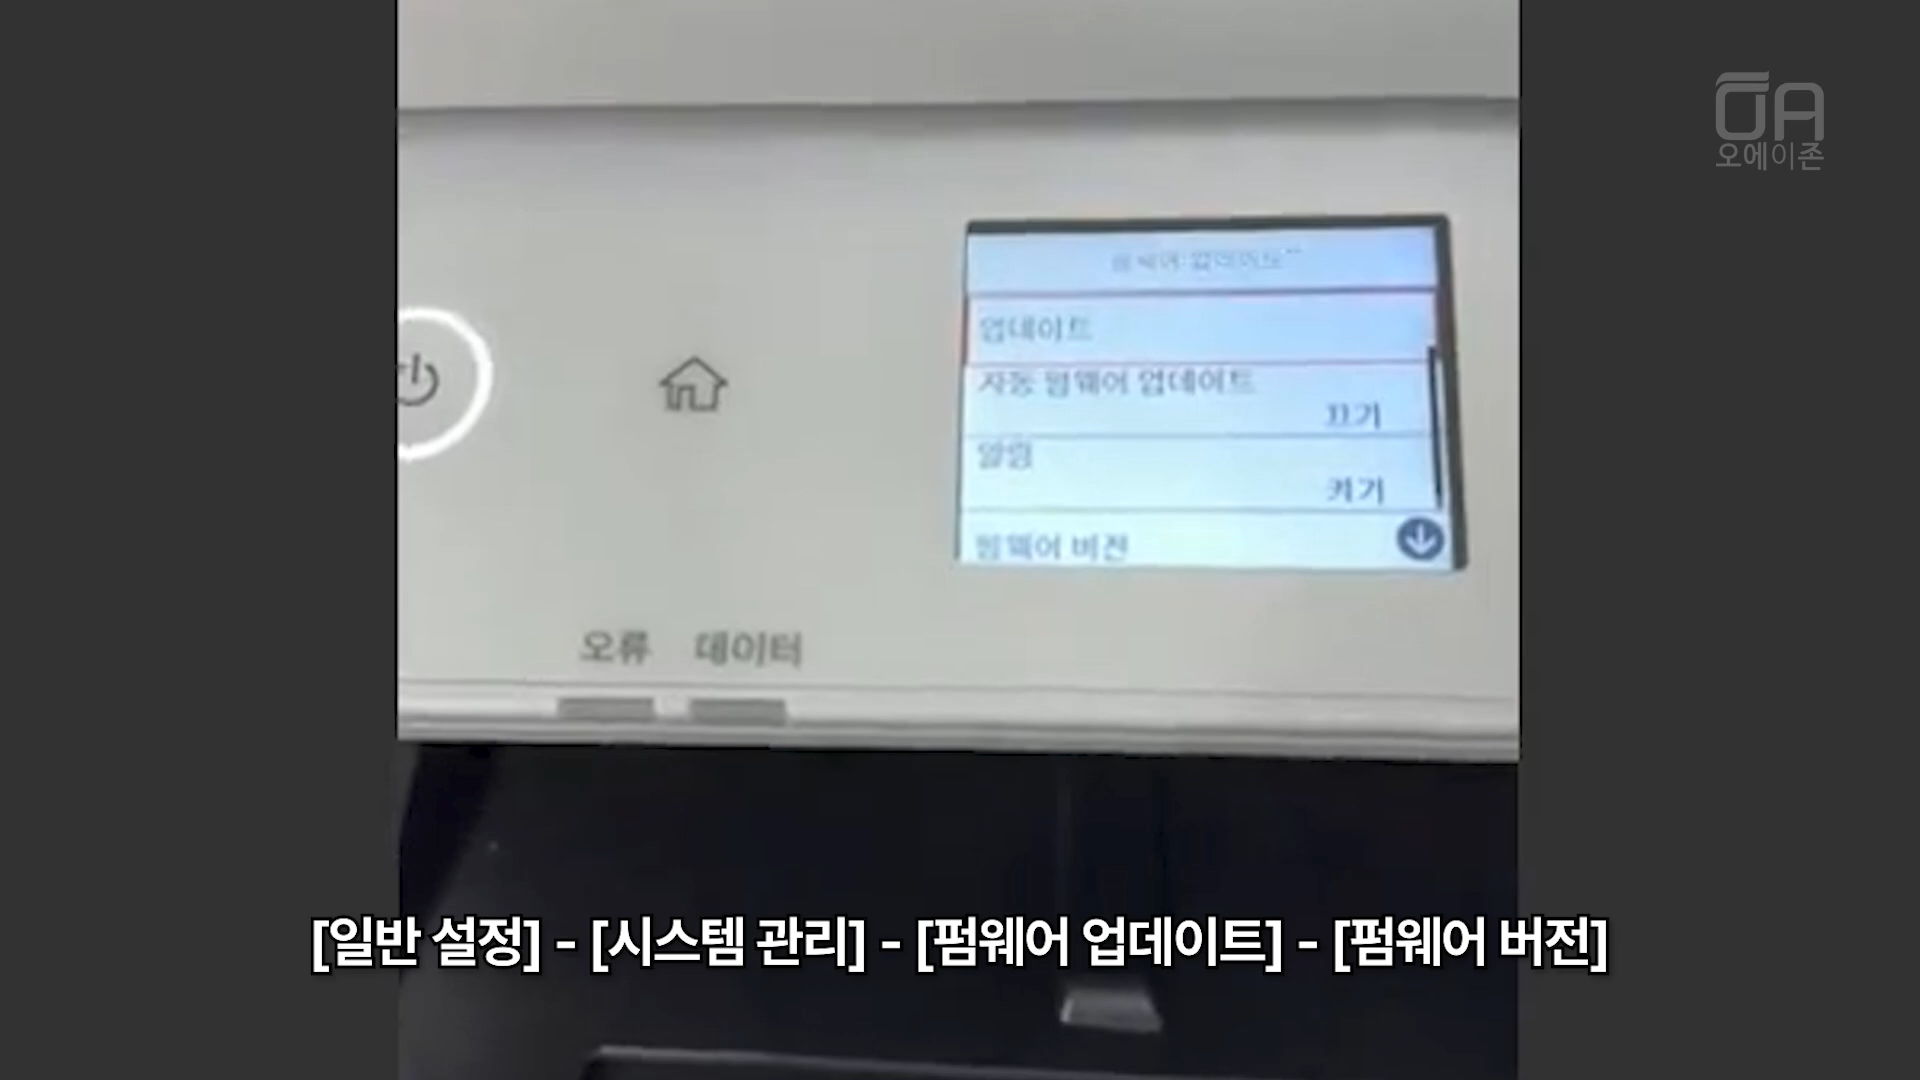 오에이존
펌웨어 업데이트
업데이트
자동 펌웨어 업데이트
끄기
알림
켜기
펌웨어 버전
오류 데이터
[일반 설정] - [시스템 관리] - [펌웨어 업데이트] - [펌웨어 버전]